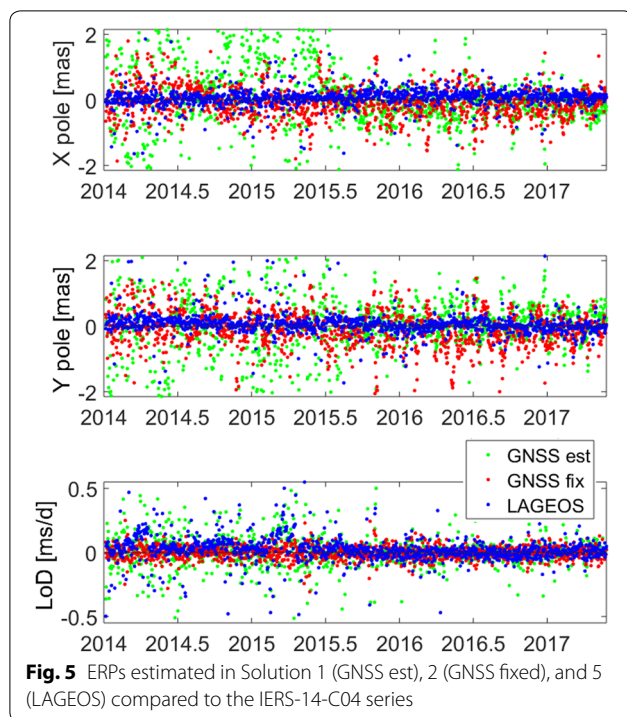 X pole [mas]
2
0
-2
2014 2014.5 2015 2015.5 2016 2016.5 2017
Y pole [mas]
2
0
-2
2014 2014.5 2015 2015.5 2016 2016.5 2017
GNSS est
GNSS fix
LAGEOS
LoD [ms/d]
0.5
0
-0.5
2014 2014.5 2015 2015.5 2016 2016.5 2017
Fig. 5 ERPs estimated in Solution 1 (GNSS est), 2 (GNSS fixed), and 5
(LAGEOS) compared to the IERS-14-C04 series